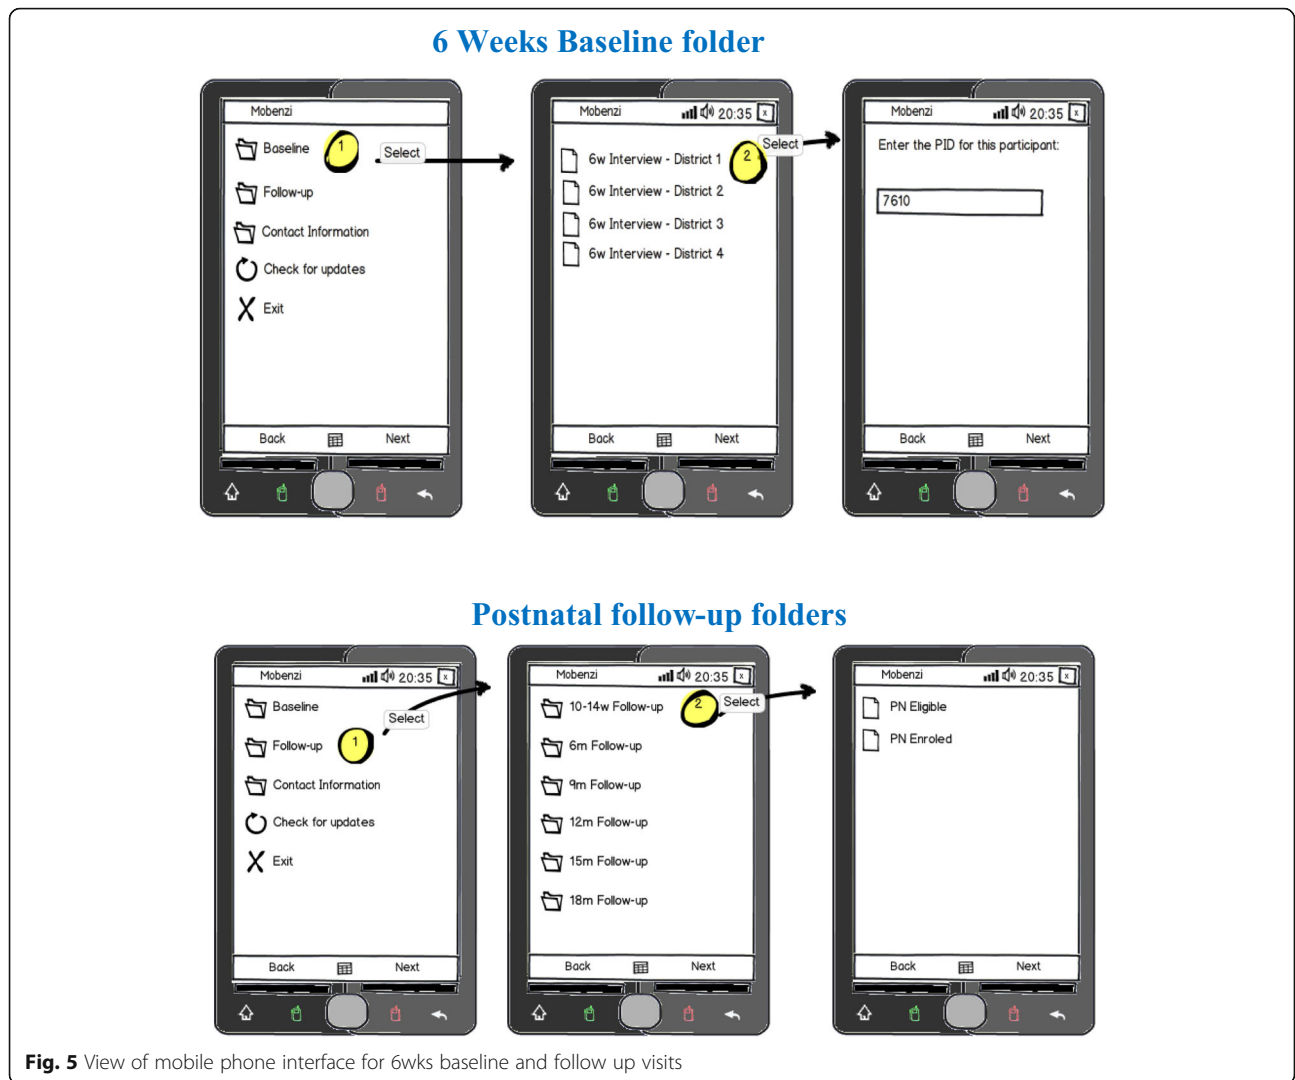 6 Weeks Baseline folder
Mobenzi
Baseline
1
Select
Follow-up
Contact Information
Check for updates
X Exit
Back
Next
Mobenzi
20:35
x
6w Interview - District 1
2
Select
6w Interview - District 2
6w Interview - District 3
6w Interview - District 4
Back
Next
Mobenzi
20:35
x
Enter the PID for this participant:
7610
Back
Next
Postnatal follow-up folders
Mobenzi
20:35
x
Baseline
Select
Follow-up
1
Contact Information
Check for updates
X Exit
Back
Next
Mobenzi
20:35
x
10-14w Follow-up
2
Select
6m Follow-up
9m Follow-up
12m Follow-up
15m Follow-up
18m Follow-up
Back
Next
Mobenzi
20:35
x
PN Eligible
PN Enroled
Back
Next
Fig. 5 View of mobile phone interface for 6wks baseline and follow up visits